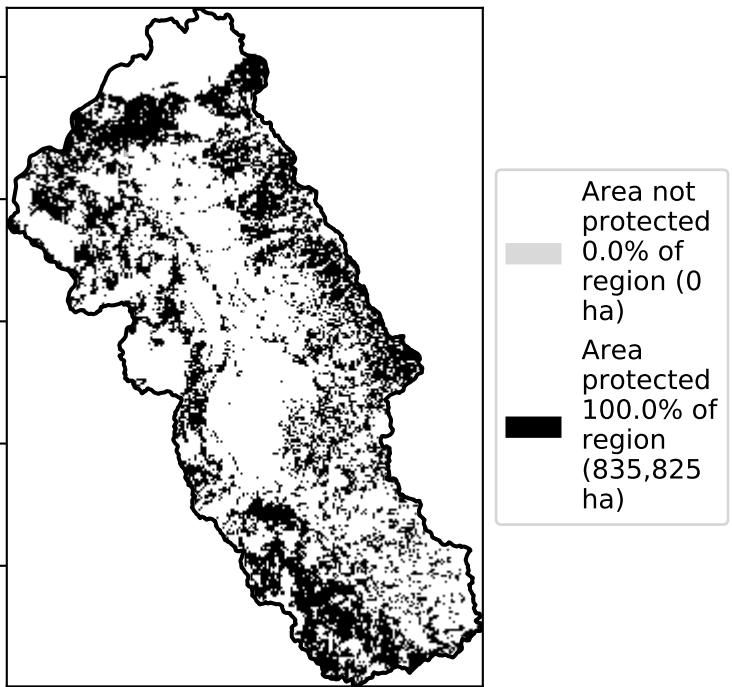 Area not
protected
0.0% of
region (0
ha)
Area
protected
100.0% of
region
(835,825
ha)